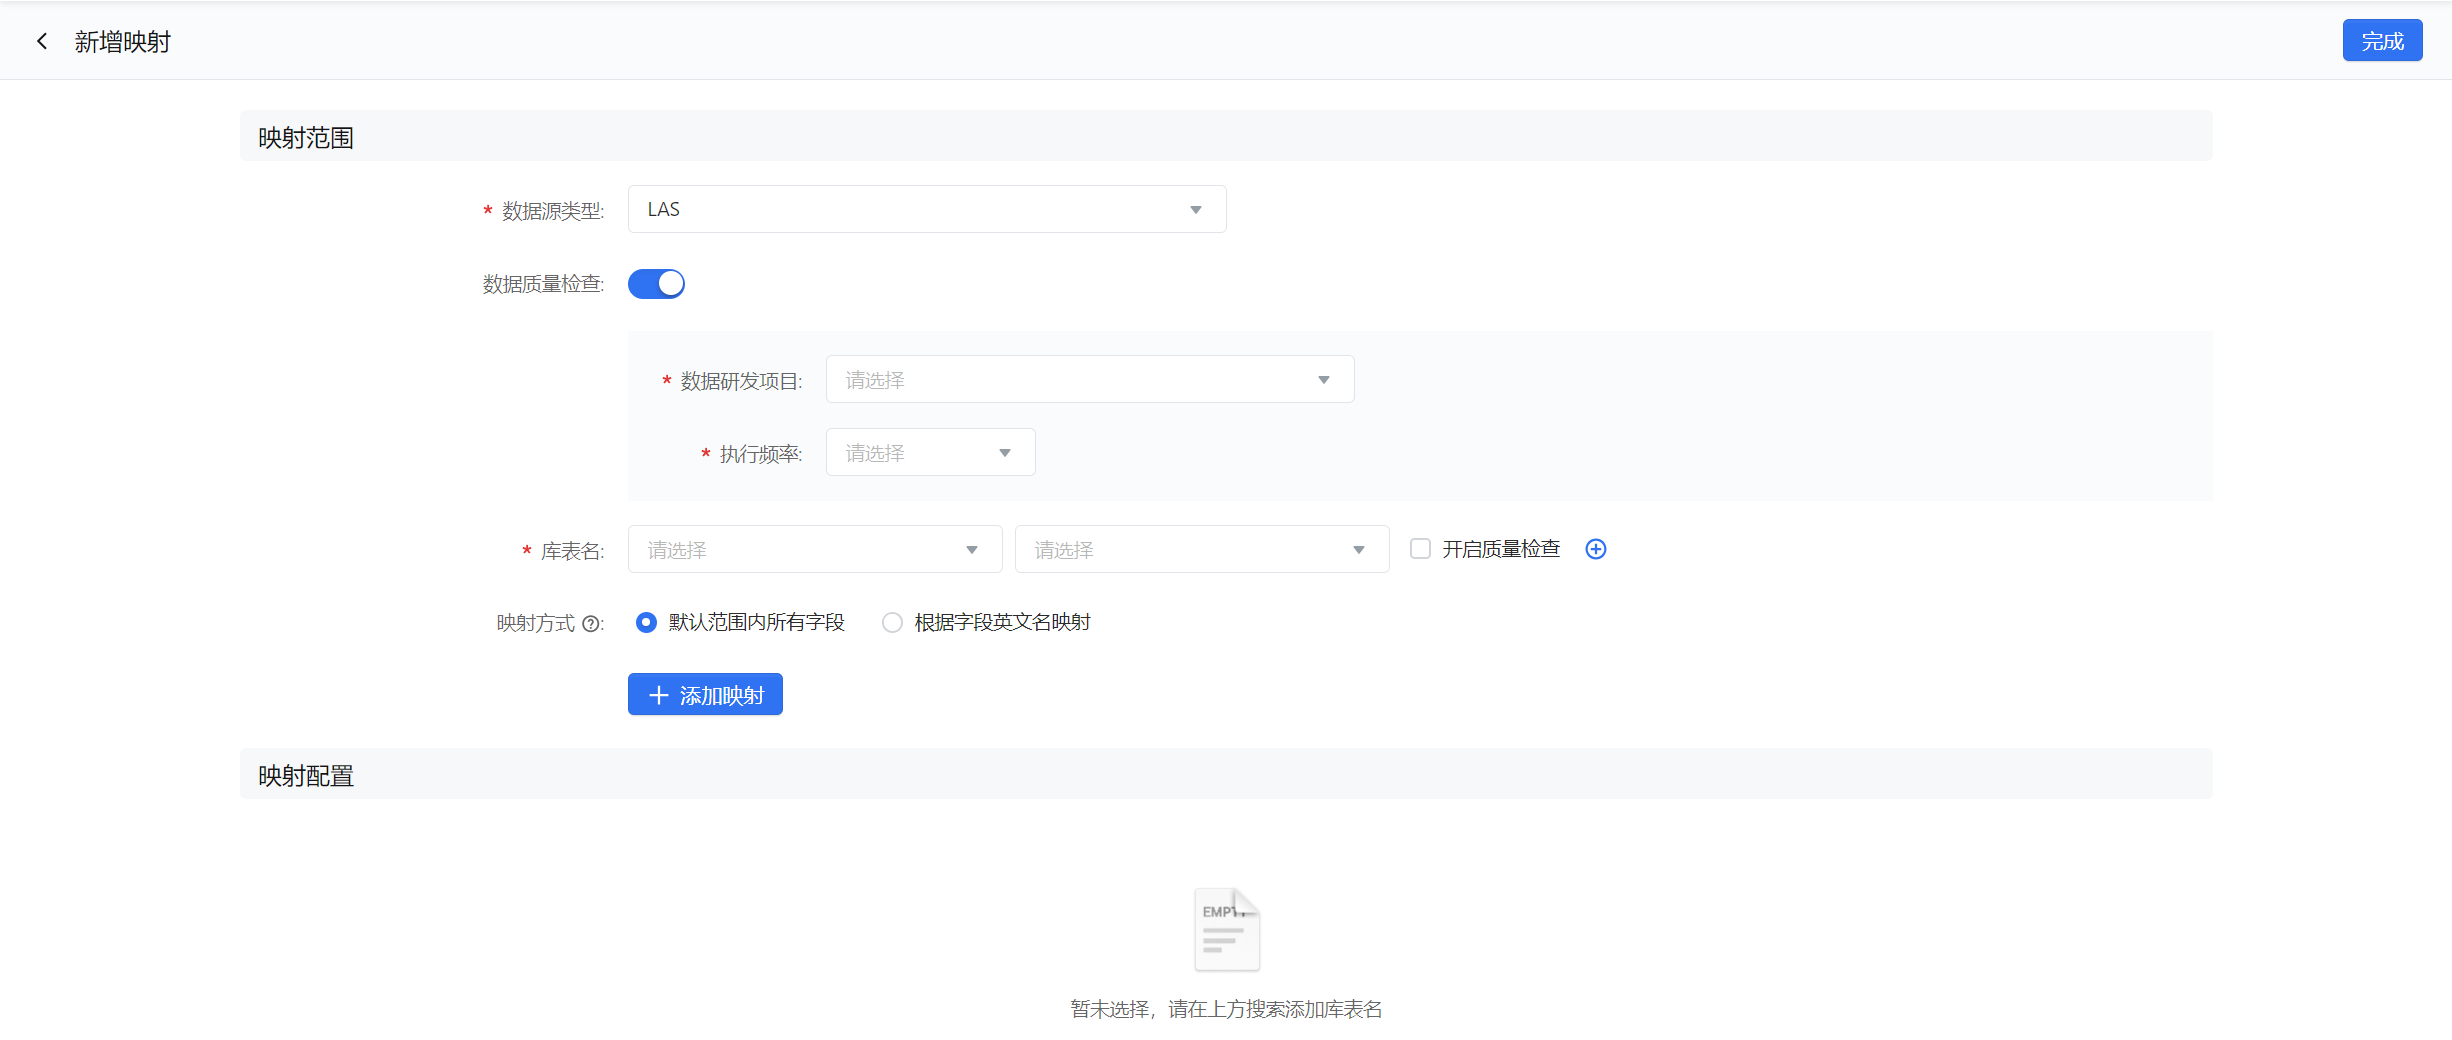 新增映射
完成
映射范围
* 数据源类型: LAS
数据质量检查:
* 数据研发项目: 请选择
* 执行频率: 请选择
* 库表名: 请选择 请选择 开启质量检查
映射方式 ?: 默认范围内所有字段 根据字段英文名映射
添加映射
映射配置
EMPTY
暂未选择，请在上方搜索添加库表名